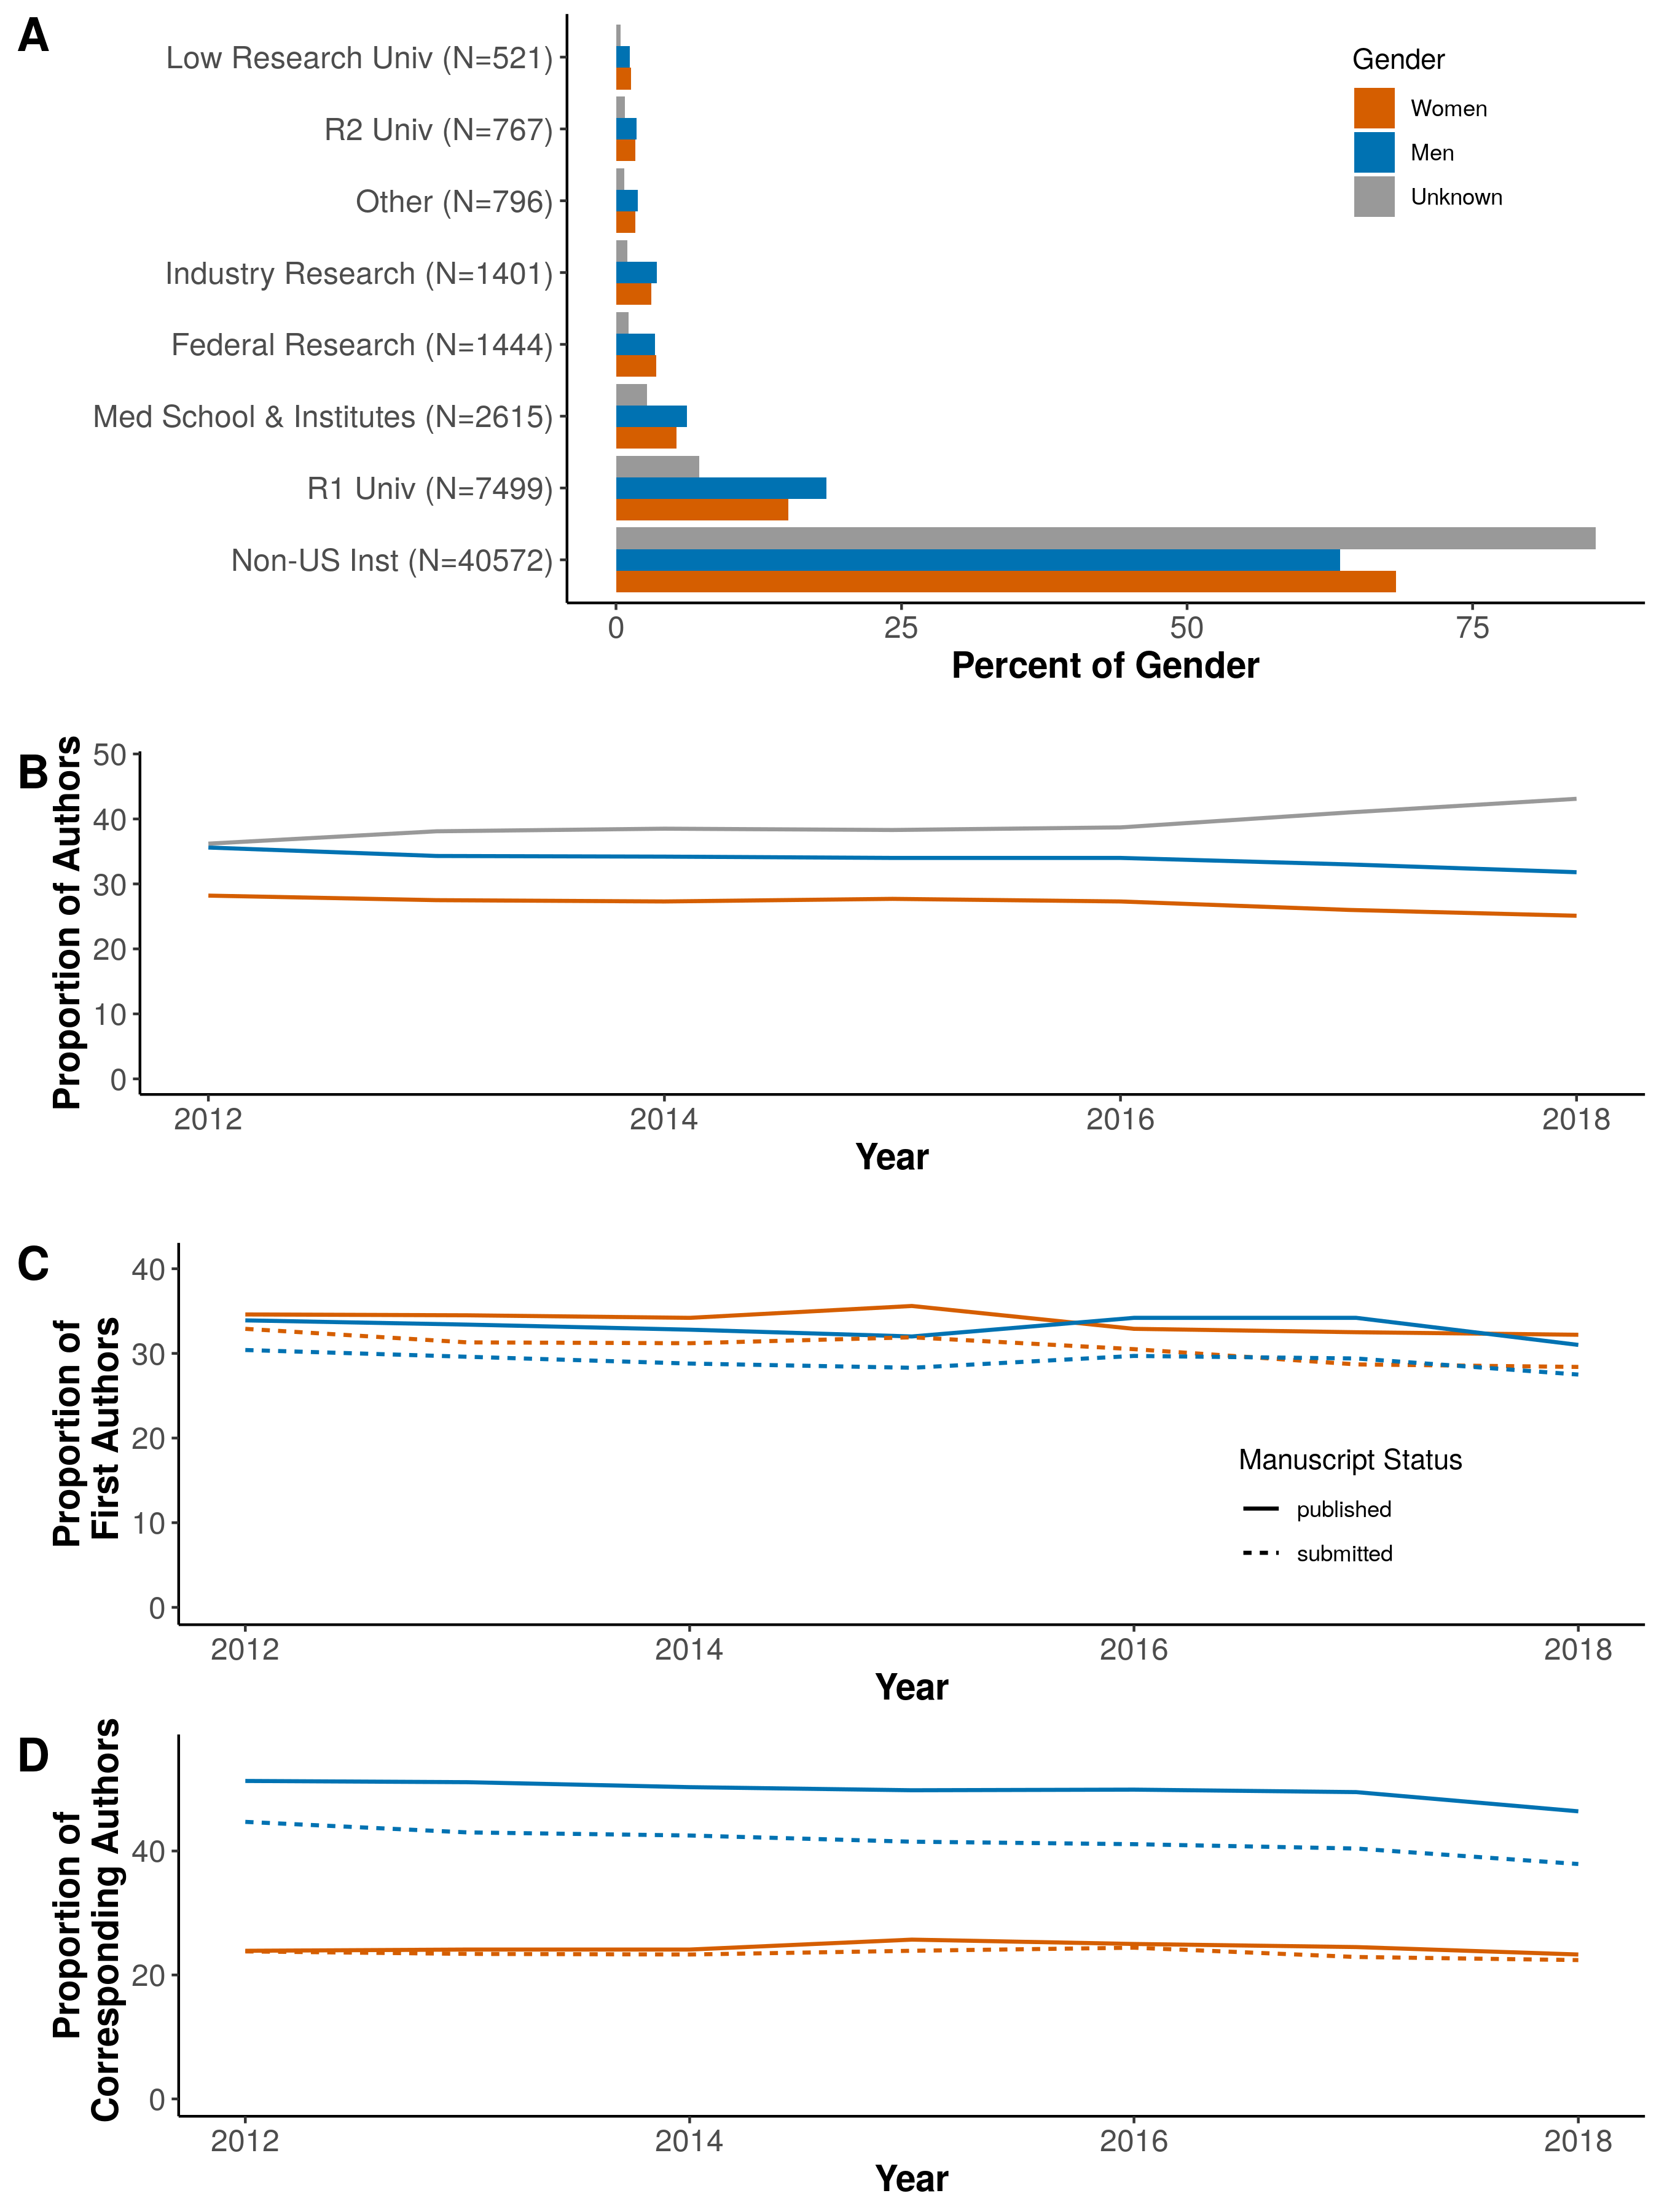 A
Low Research Univ (N=521)
R2 Univ (N=767)
Other (N=796)
Industry Research (N=1401)
Federal Research (N=1444)
Med School & Institutes (N=2615)
R1 Univ (N=7499)
Non-US Inst (N=40572)
Gender
Women
Men
Unknown
0 25 50 75
Percent of Gender
B
Proportion of Authors
50
40
30
20
10
0
2012 2014 2016 2018
Year
C
Proportion of
First Authors
40
30
20
10
0
Manuscript Status
published
submitted
2012 2014 2016 2018
Year
D
Proportion of
Corresponding Authors
40
20
0
2012 2014 2016 2018
Year